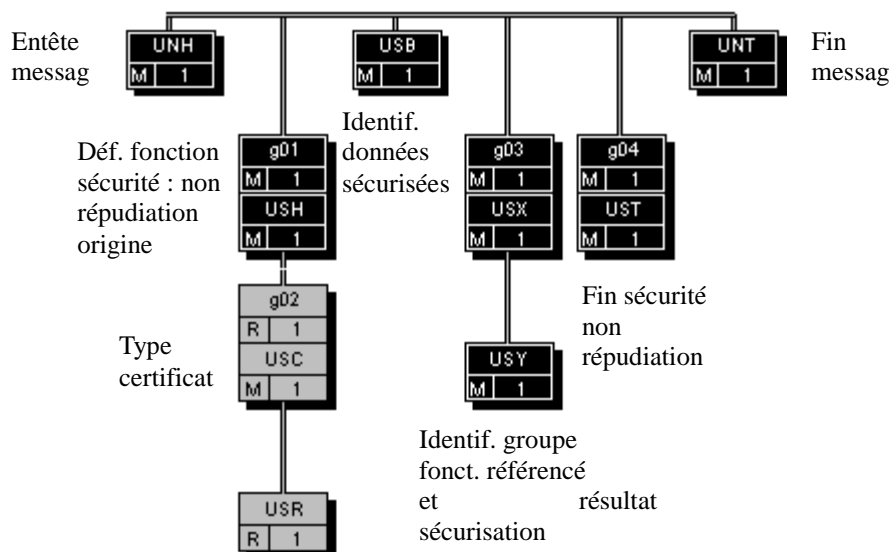 Entête
messag
UNH
M 1
USB
M 1
UNT
M 1
Fin
messag
Déf. fonction
sécurité : non
répudiation
origine
g01
M 1
USH
M 1
Identif.
données
sécurisées
g03
M 1
USX
M 1
g04
M 1
UST
M 1
Type
certificat
g02
R 1
USC
M 1
USY
M 1
Fin sécurité
non
répudiation
Identif. groupe
fonct. référencé
et résultat
sécurisation
USR
R 1